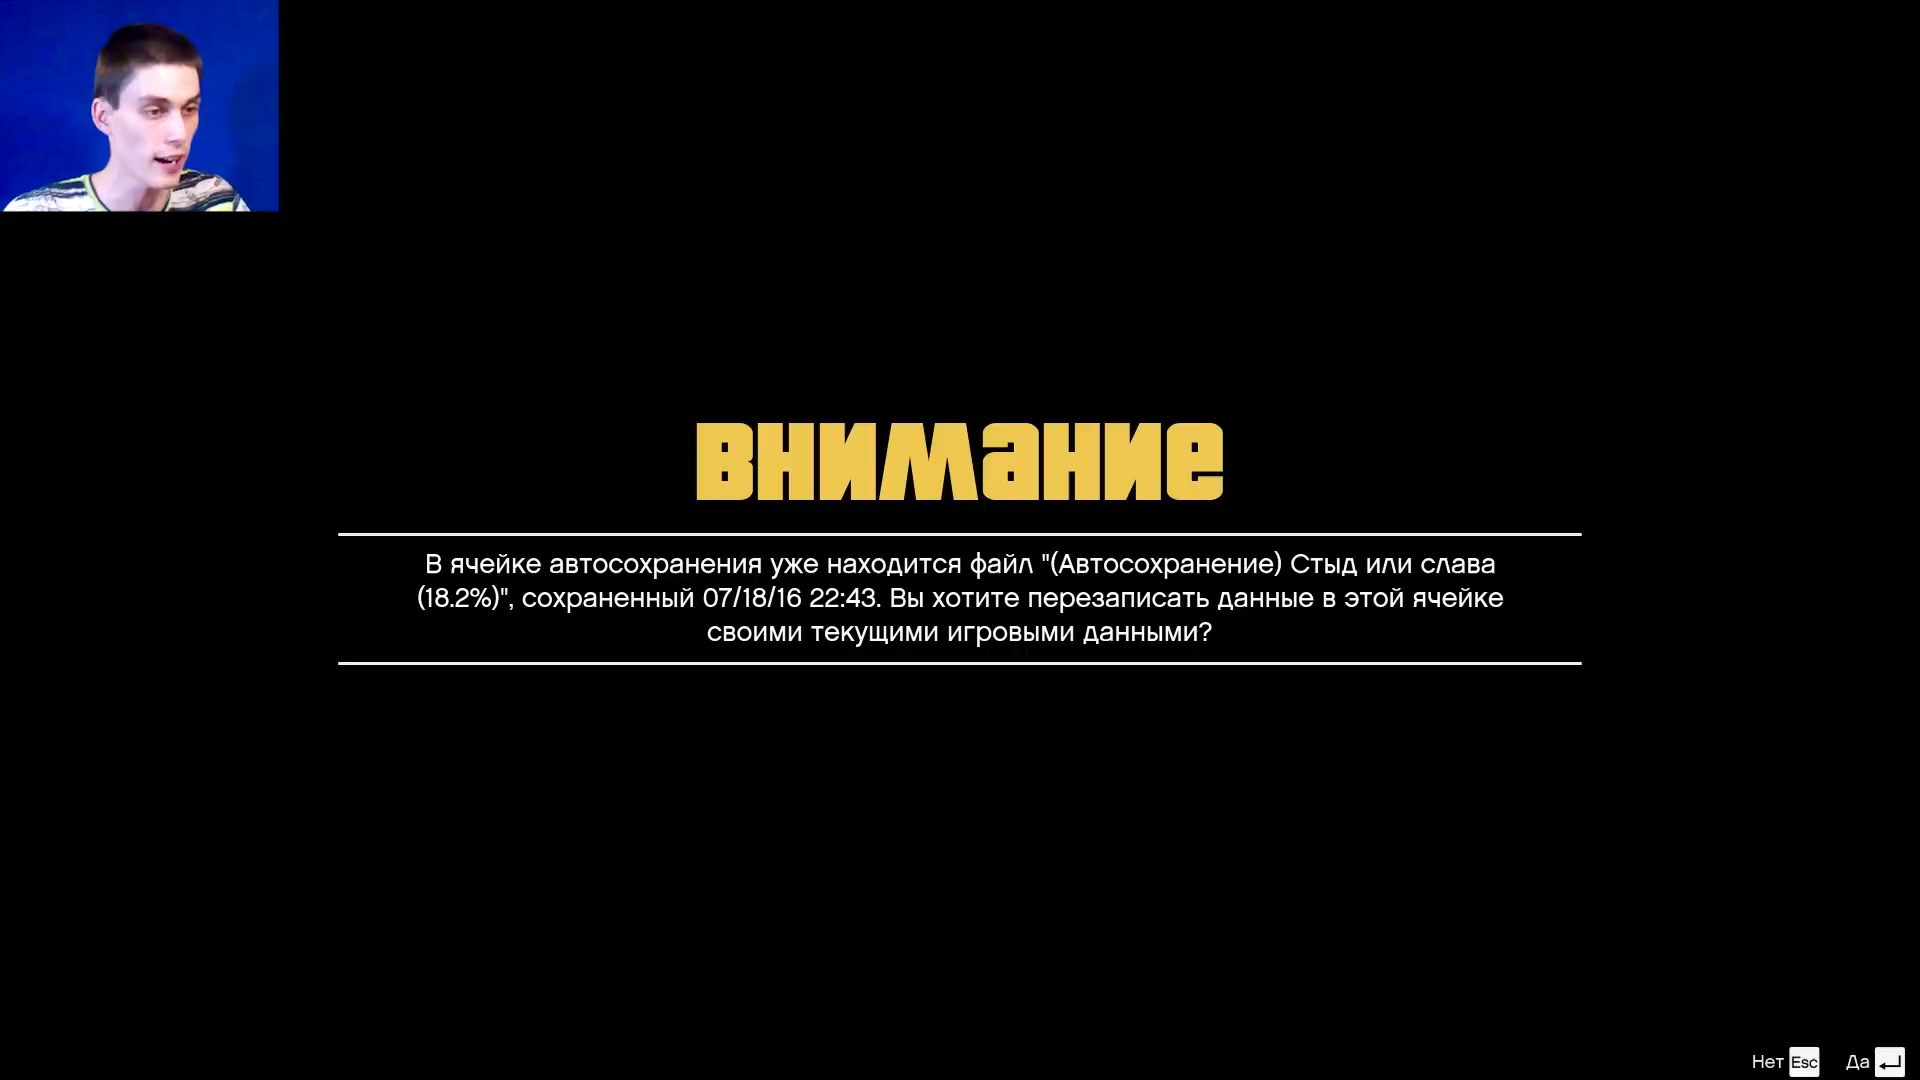 внимание
В ячейке автосохранения уже находится файл "(Автосохранение) Стыд или слава
(18.2%)", сохраненный 07/18/16 22:43. Вы хотите перезаписать данные в этой ячейке
своими текущими игровыми данными?
Нет Esc Да